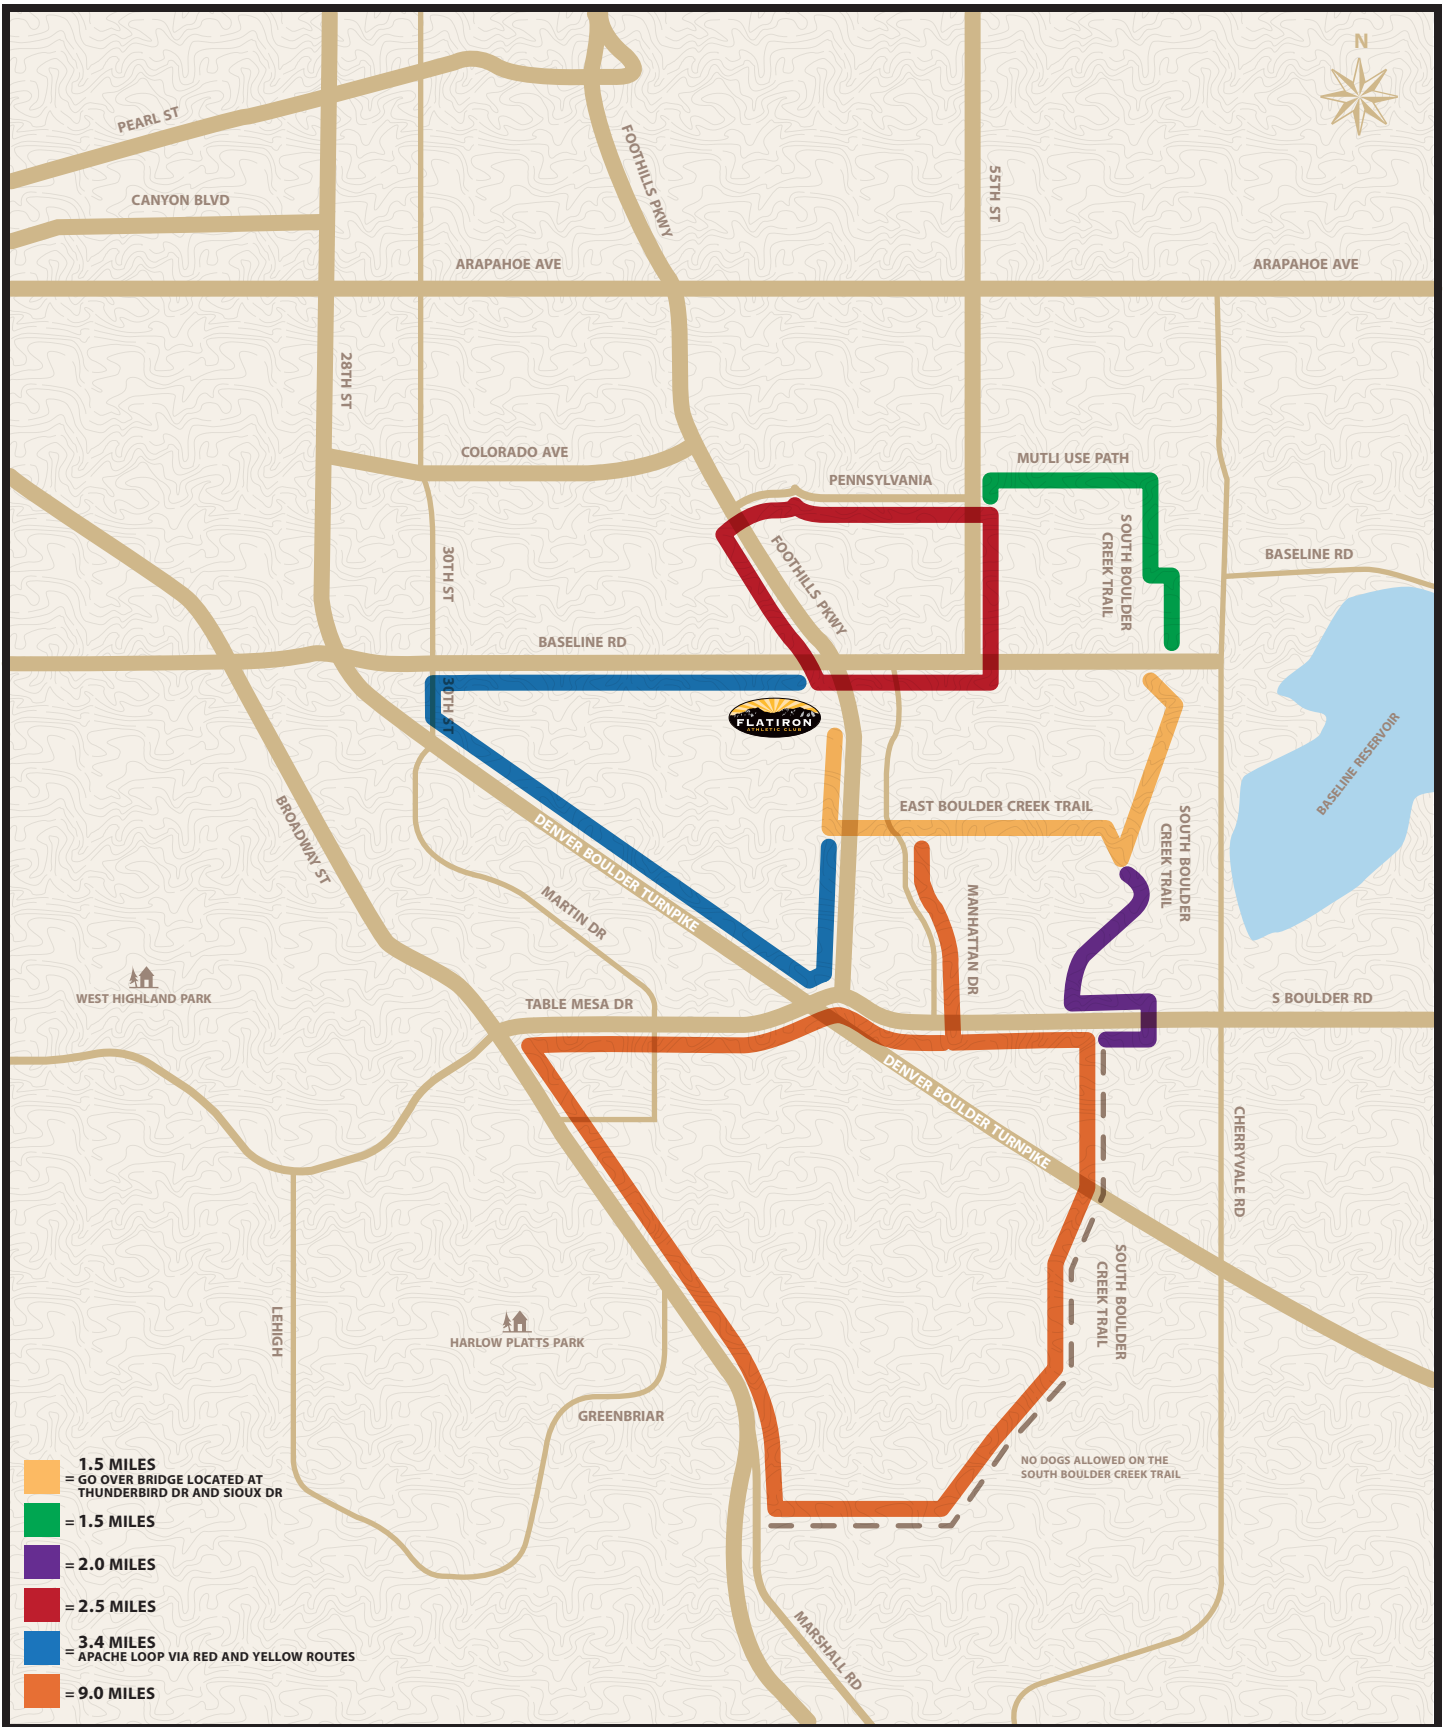 N
PEARL ST
CANYON BLVD
FOOTHILLS PKWY
55TH ST
ARAPAHOE AVE
ARAPAHOE AVE
28TH ST
COLORADO AVE
PENNSYLVANIA
MUTLI USE PATH
SOUTH BOULDER
CREEK TRAIL
30TH ST
FOOTHILLS PKWY
BASELINE RD
BASELINE RD
30TH ST
FLATIRON
ATHLETIC CLUB
BASELINE RESERVOIR
EAST BOULDER CREEK TRAIL
SOUTH BOULDER
CREEK TRAIL
BROADWAY ST
DENVER BOULDER TURNPIKE
MARTIN DR
MANHATTAN DR
WEST HIGHLAND PARK
TABLE MESA DR
S BOULDER RD
DENVER BOULDER TURNPIKE
CHERRYVALE RD
SOUTH BOULDER
CREEK TRAIL
LEHIGH
HARLOW PLATTS PARK
GREENBRIAR
NO DOGS ALLOWED ON THE
SOUTH BOULDER CREEK TRAIL
MARSHALL RD
1.5 MILES
= GO OVER BRIDGE LOCATED AT
THUNDERBIRD DR AND SIOUX DR
= 1.5 MILES
= 2.0 MILES
= 2.5 MILES
3.4 MILES
= APACHE LOOP VIA RED AND YELLOW ROUTES
= 9.0 MILES